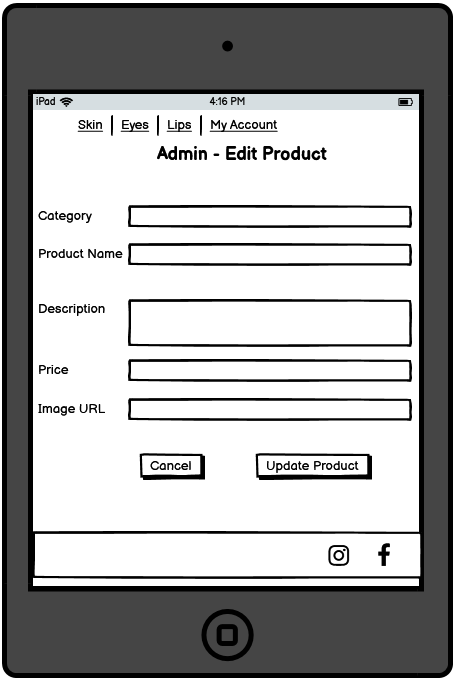 iPad 4:16 PM
Skin Eyes Lips My Account
Admin - Edit Product
Category
Product Name
Description
Price
Image URL
Cancel Update Product